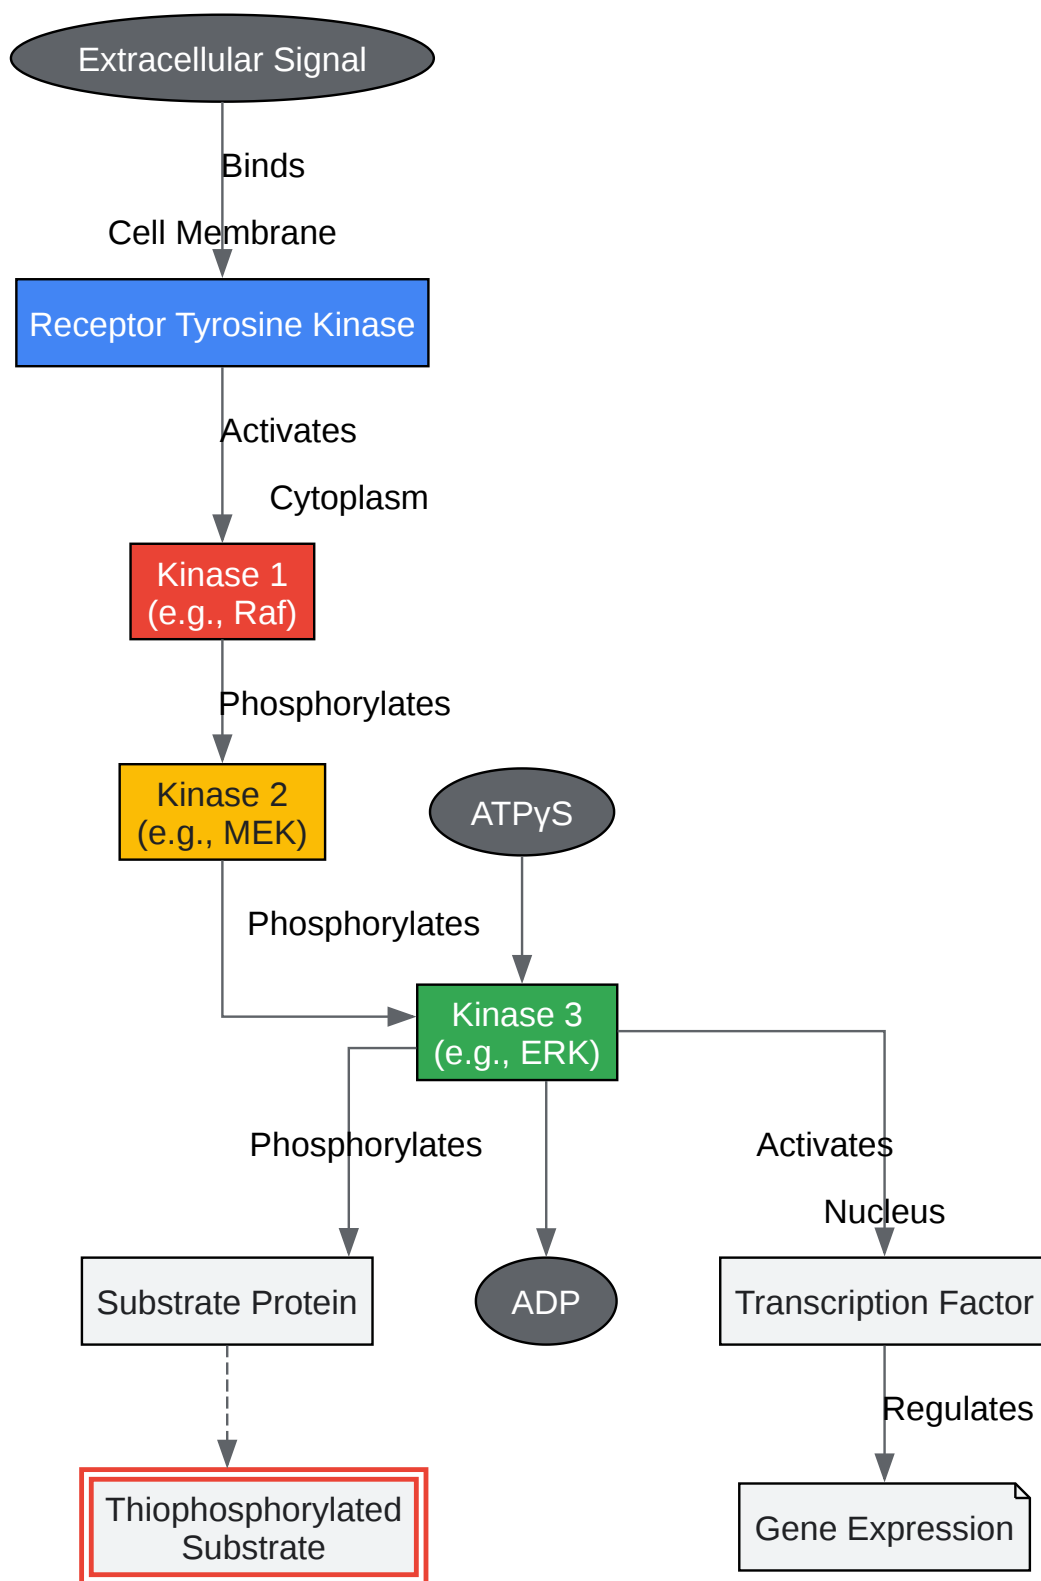 Extracellular Signal
Binds
Cell Membrane
Receptor Tyrosine Kinase
Activates
Cytoplasm
Kinase 1
(e.g., Raf)
Phosphorylates
Kinase 2
(e.g., MEK)
ATPγS
Phosphorylates
Kinase 3
(e.g., ERK)
Phosphorylates
Activates
Nucleus
Substrate Protein
ADP
Transcription Factor
Regulates
Thiophosphorylated
Substrate
Gene Expression